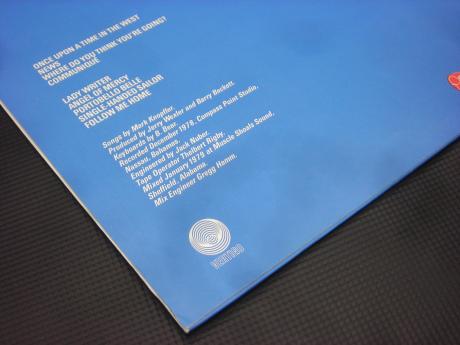 ONCE UPON A TIME IN THE WEST
NEWS
WHERE DO YOU THINK YOU'RE GOING?
COMMUNIQUÉ
LADY WRITER
ANGEL OF MERCY
PORTOBELLO BELLE
SINGLE-HANDED SAILOR
FOLLOW ME HOME
Songs by Mark Knopfler.
Produced by Jerry Wexler and Barry Beckett.
Keyboards by B. Bear.
Recorded December 1978. Compass Point Studio,
Nassau, Bahamas.
Engineered by Jack Nuber.
Tape Operator Thelbert Rigby.
Mixed January 1979 at Muscle Shoals Sound,
Sheffield, Alabama.
Mix Engineer Gregg Hamm.
VERTIGO